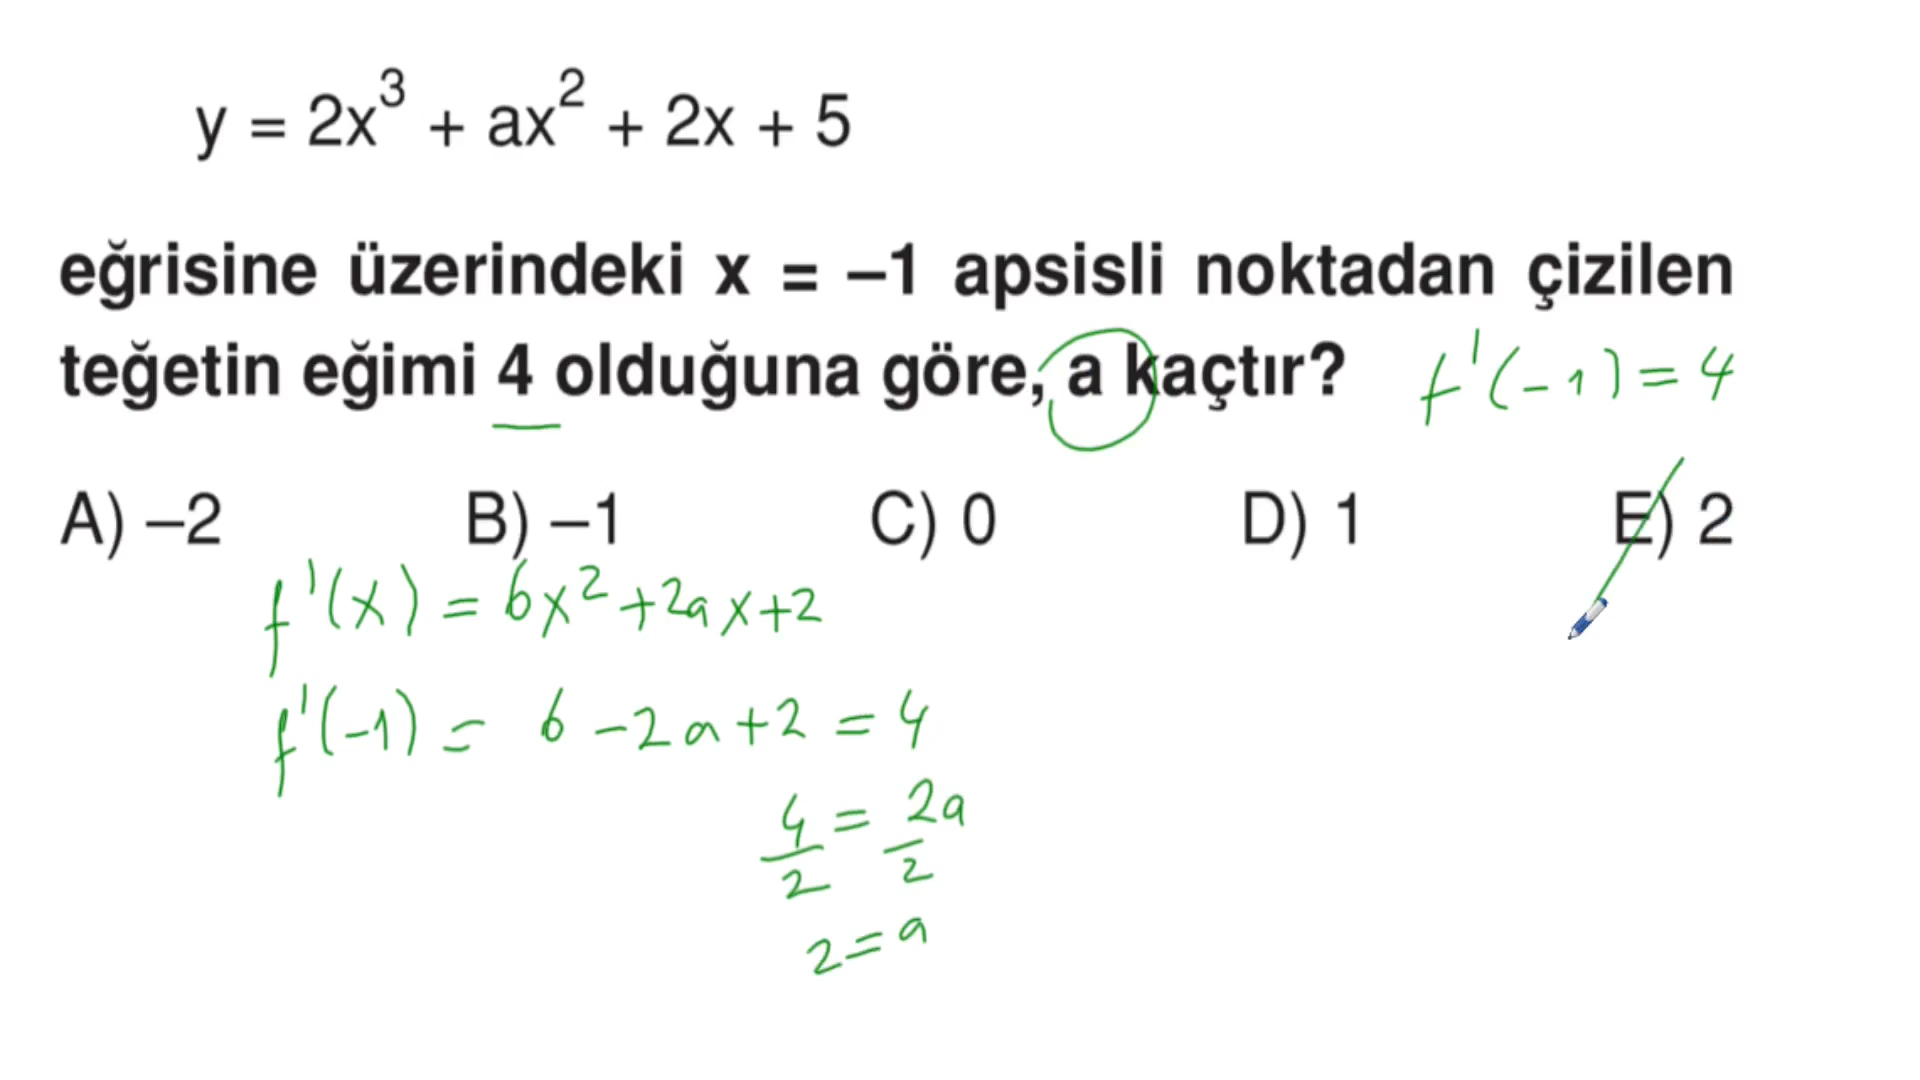 y = 2x³ + ax² + 2x + 5
eğrisine üzerindeki x = –1 apsisli noktadan çizilen
teğetin eğimi 4 olduğuna göre, a kaçtır? f'(-1) = 4
A) –2 B) –1 C) 0 D) 1 E) 2
f'(x) = 6x² + 2ax + 2
f'(-1) = 6 - 2a + 2 = 4
4/2 = 2a/2
2 = a